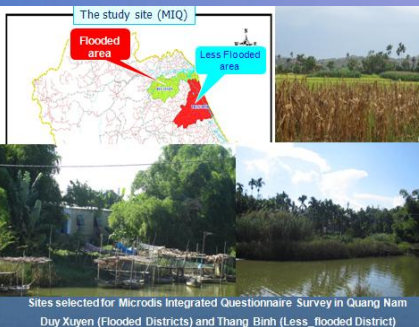 The study site (MIQ)
Flooded
area
Less Flooded
area
Sites selected for Microdis Integrated Questionnaire Survey in Quang Nam
Duy Xuyen (Flooded Districts) and Thang Binh (Less_flooded District)